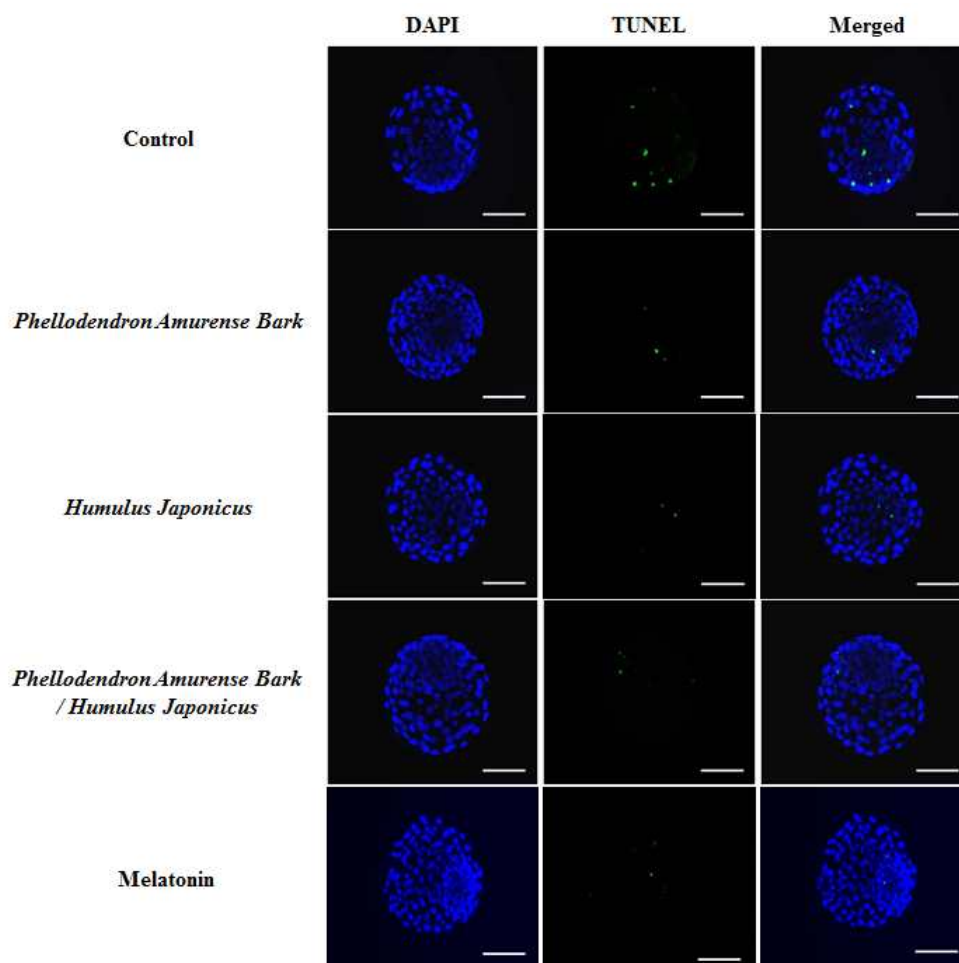 DAPI TUNEL Merged
Control
Phellodendron Amurense Bark
Humulus Japonicus
Phellodendron Amurense Bark
/ Humulus Japonicus
Melatonin